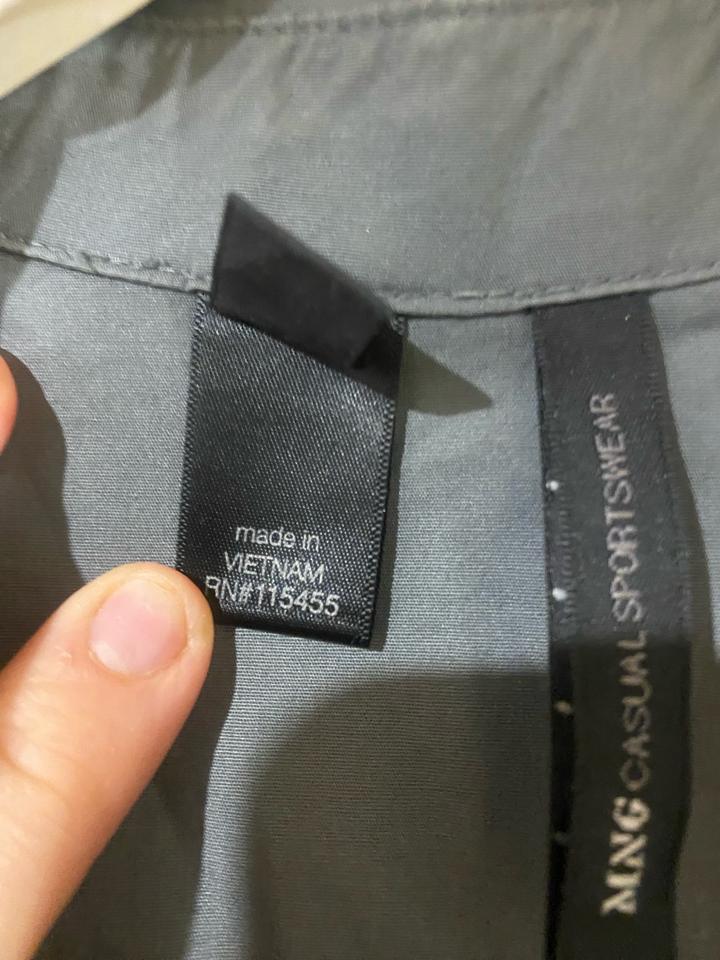 made in
VIETNAM
RN#115455
MNG CASUAL SPORTSWEAR